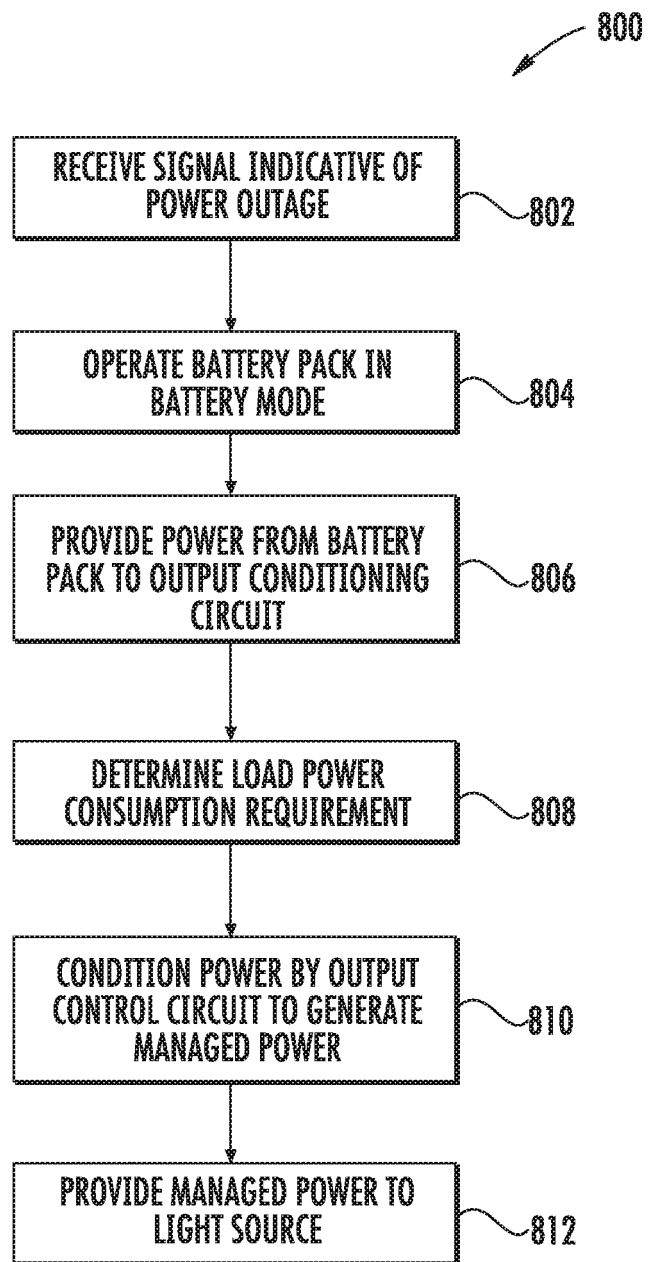 800
RECEIVE SIGNAL INDICATIVE OF
POWER OUTAGE
802
OPERATE BATTERY PACK IN
BATTERY MODE
804
PROVIDE POWER FROM BATTERY
PACK TO OUTPUT CONDITIONING
CIRCUIT
806
DETERMINE LOAD POWER
CONSUMPTION REQUIREMENT
808
CONDITION POWER BY OUTPUT
CONTROL CIRCUIT TO GENERATE
MANAGED POWER
810
PROVIDE MANAGED POWER TO
LIGHT SOURCE
812